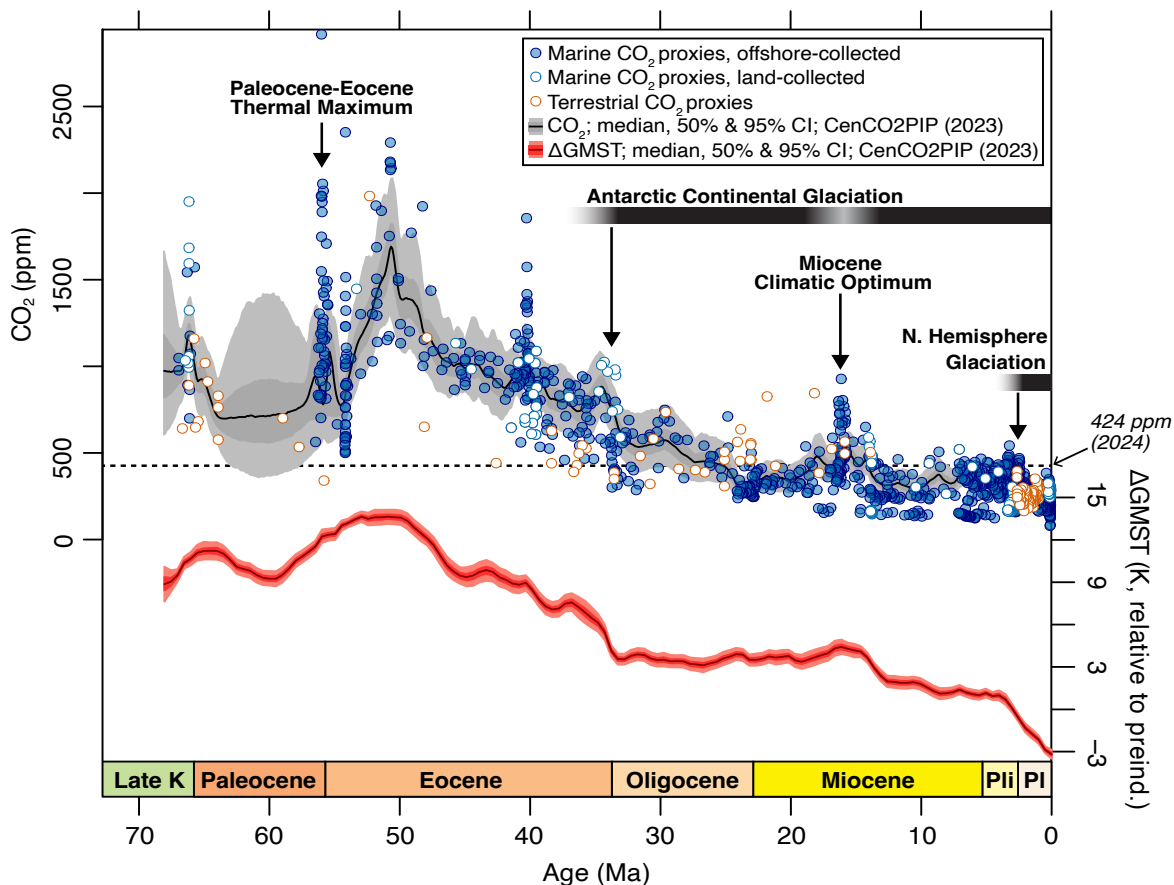 Marine CO₂ proxies, offshore-collected
Marine CO₂ proxies, land-collected
Terrestrial CO₂ proxies
CO₂; median, 50% & 95% CI; CenCO2PIP (2023)
ΔGMST; median, 50% & 95% CI; CenCO2PIP (2023)
Paleocene-Eocene
Thermal Maximum
Antarctic Continental Glaciation
Miocene
Climatic Optimum
N. Hemisphere
Glaciation
424 ppm
(2024)
CO₂ (ppm)
2500
1500
500
0
15
9
3
−3
ΔGMST (K, relative to preind.)
Late K
Paleocene
Eocene
Oligocene
Miocene
Pli
Pl
70
60
50
40
30
20
10
0
Age (Ma)